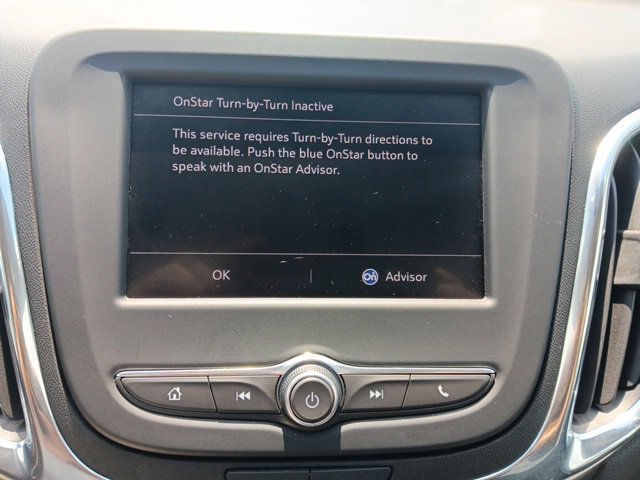 OnStar Turn-by-Turn Inactive
This service requires Turn-by-Turn directions to
be available. Push the blue OnStar button to
speak with an OnStar Advisor.
OK
On Advisor